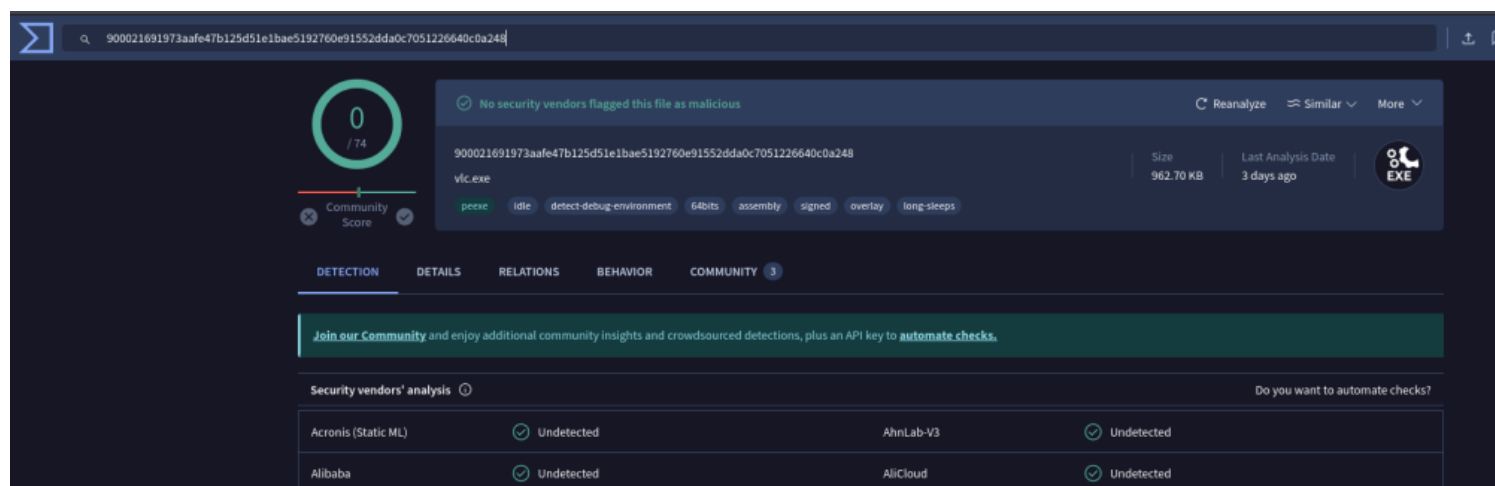 900021691973aafe47b125d51e1bae5192760e91552dda0c7051226640c0a248
0
/ 74
Community
Score
No security vendors flagged this file as malicious
Reanalyze Similar More
900021691973aafe47b125d51e1bae5192760e91552dda0c7051226640c0a248
vlc.exe
Size
962.70 KB
Last Analysis Date
3 days ago
EXE
peexe idle detect-debug-environment 64bits assembly signed overlay long-sleeps
DETECTION DETAILS RELATIONS BEHAVIOR COMMUNITY 3
Join our Community and enjoy additional community insights and crowdsourced detections, plus an API key to automate checks.
Security vendors' analysis Do you want to automate checks?
Acronis (Static ML) Undetected AhnLab-V3 Undetected
Alibaba Undetected AliCloud Undetected